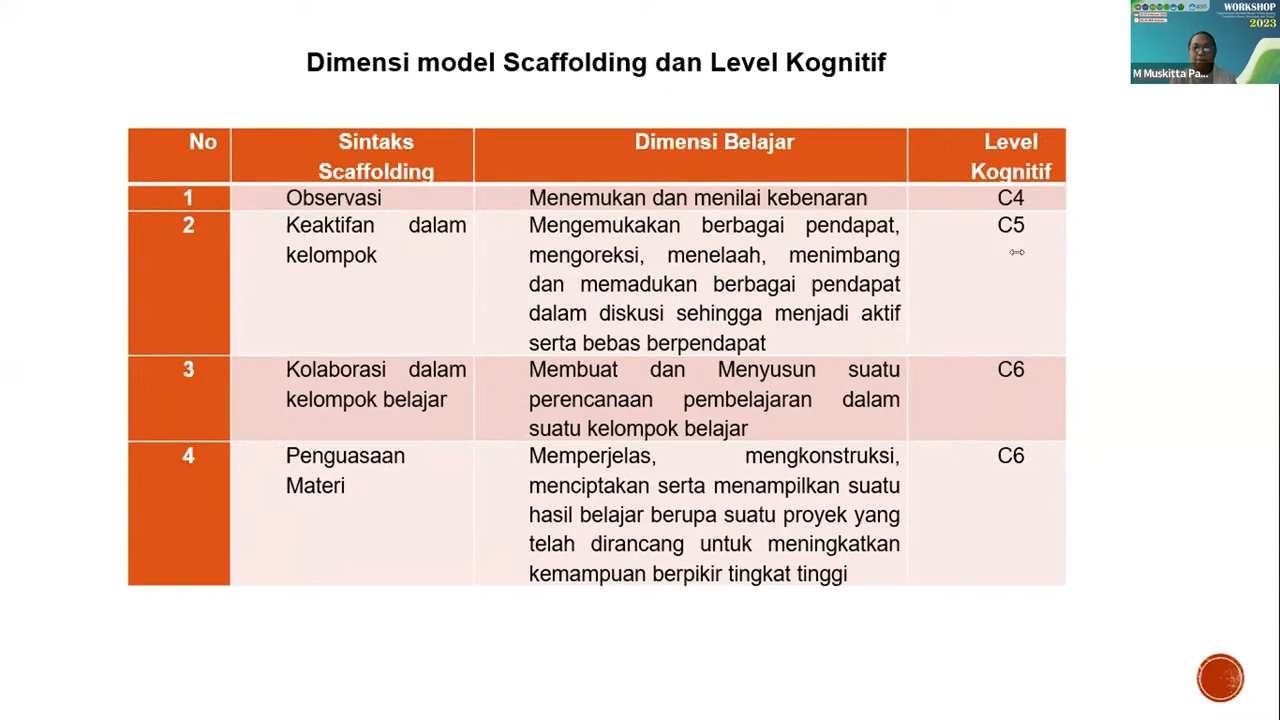 WORKSHOP
2023
M Muskitta Pa...
Dimensi model Scaffolding dan Level Kognitif
No
Sintaks
Scaffolding
Dimensi Belajar
Level
Kognitif
1
Observasi
Menemukan dan menilai kebenaran
C4
2
Keaktifan dalam
kelompok
Mengemukakan berbagai pendapat,
mengoreksi, menelaah, menimbang
dan memadukan berbagai pendapat
dalam diskusi sehingga menjadi aktif
serta bebas berpendapat
C5
3
Kolaborasi dalam
kelompok belajar
Membuat dan Menyusun suatu
perencanaan pembelajaran dalam
suatu kelompok belajar
C6
4
Penguasaan
Materi
Memperjelas, mengkonstruksi,
menciptakan serta menampilkan suatu
hasil belajar berupa suatu proyek yang
telah dirancang untuk meningkatkan
kemampuan berpikir tingkat tinggi
C6